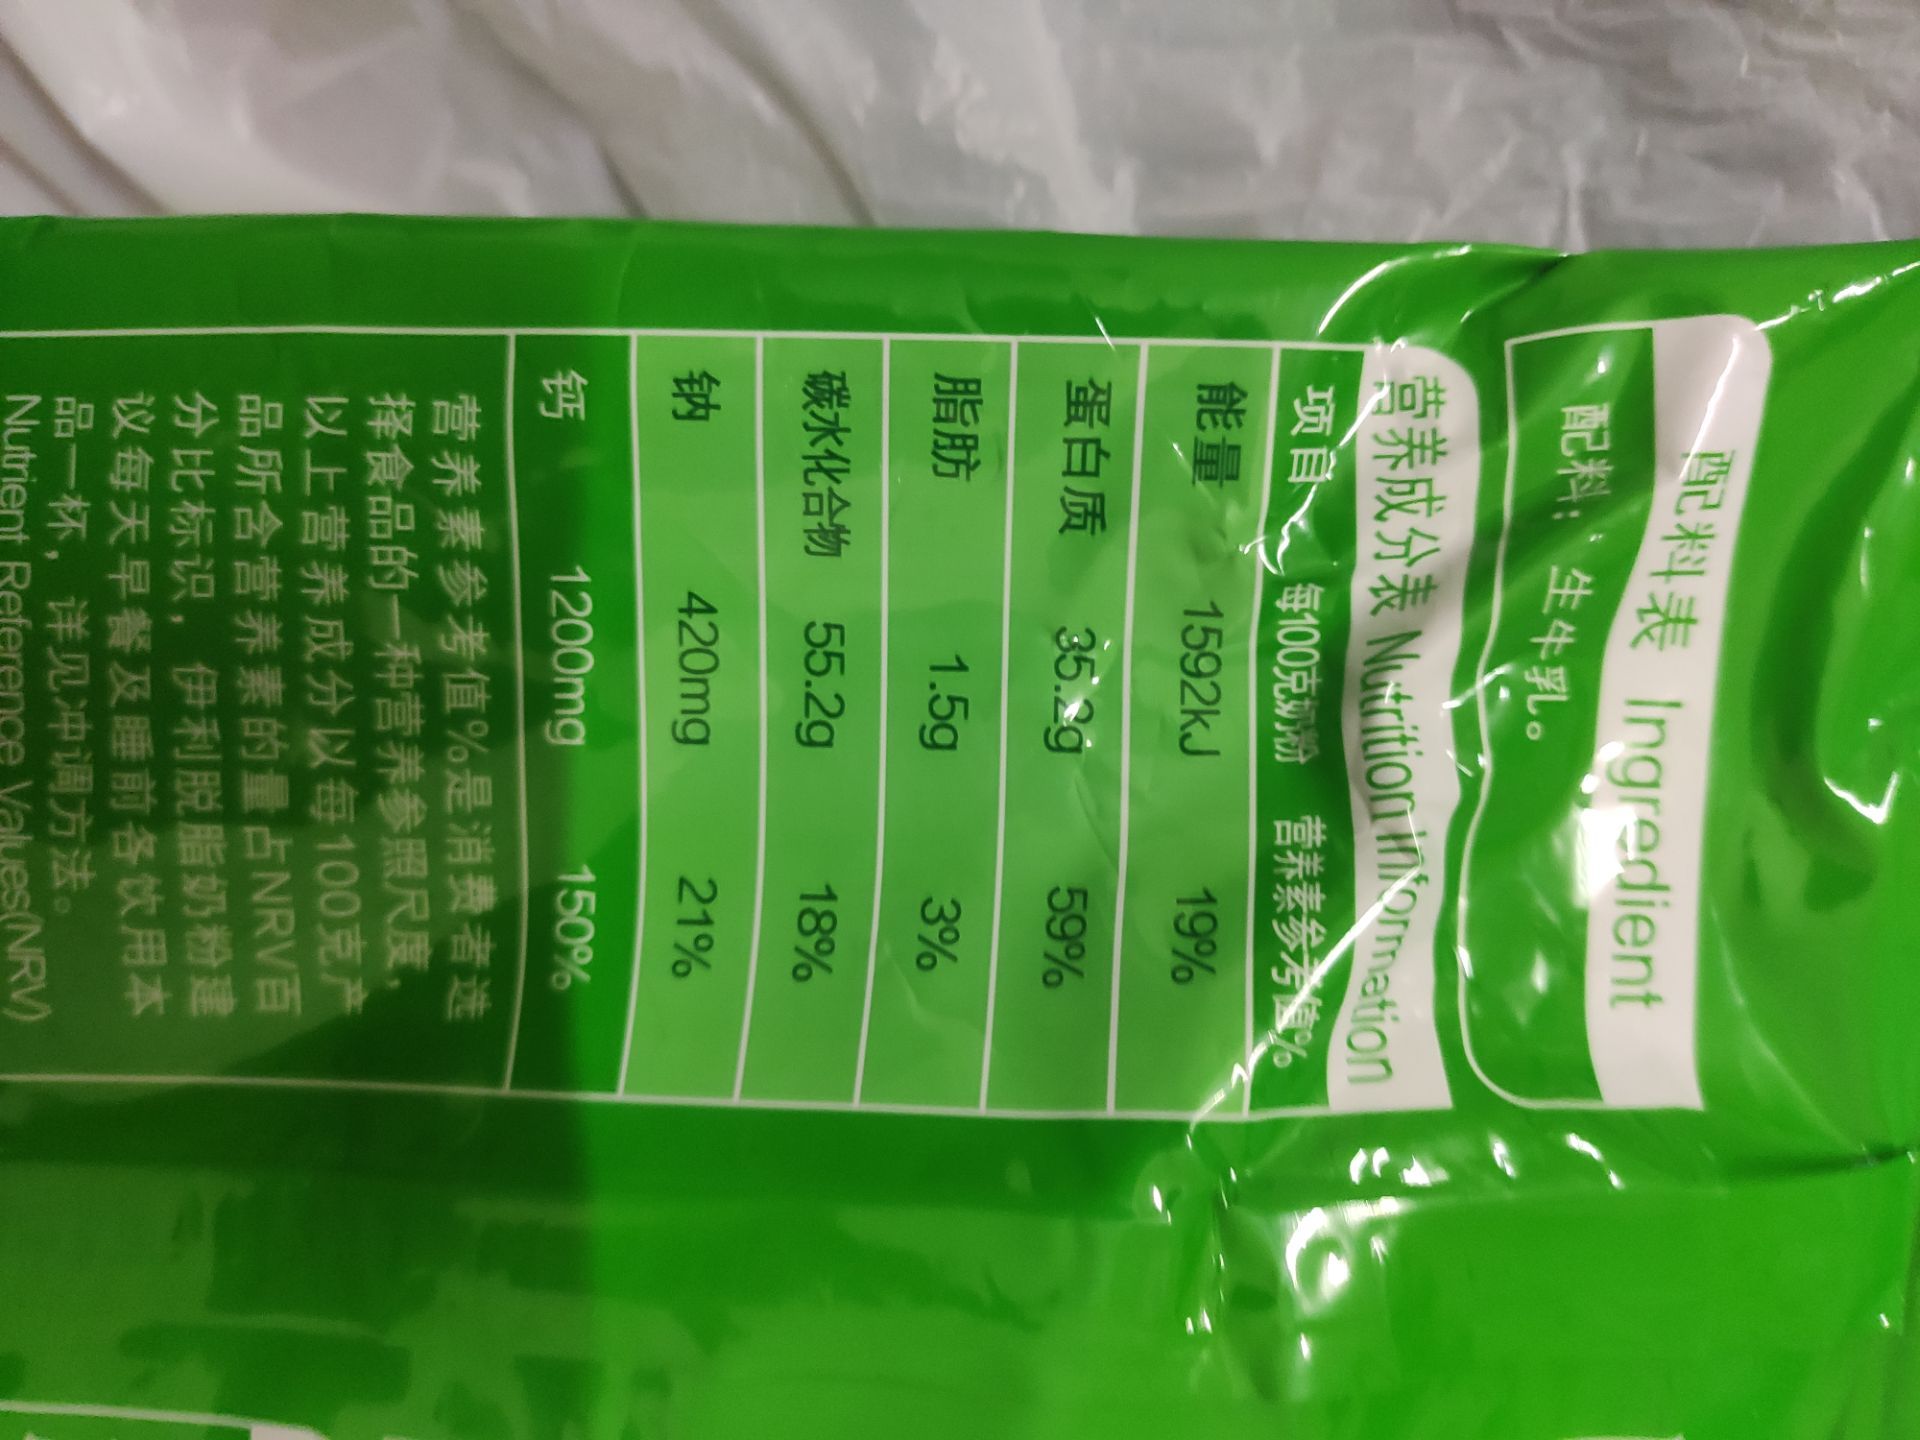 配料表 Ingredient
配料: 生牛乳。
营养成分表 Nutrition Information
项目 每100克奶粉 营养素参考值%
能量 1592kJ 19%
蛋白质 35.2g 59%
脂肪 1.5g 3%
碳水化合物 55.2g 18%
钠 420mg 21%
钙 1200mg 150%
营养素参考值%是消费者选
择食品的一种营养参照尺度,
以上营养成分以每100克产
品所含营养素的量占NRV百
分比标识, 伊利脱脂奶粉建
议每天早餐及睡前各饮用本
品一杯, 详见冲调方法。
Nutrient Reference Values(NRV)